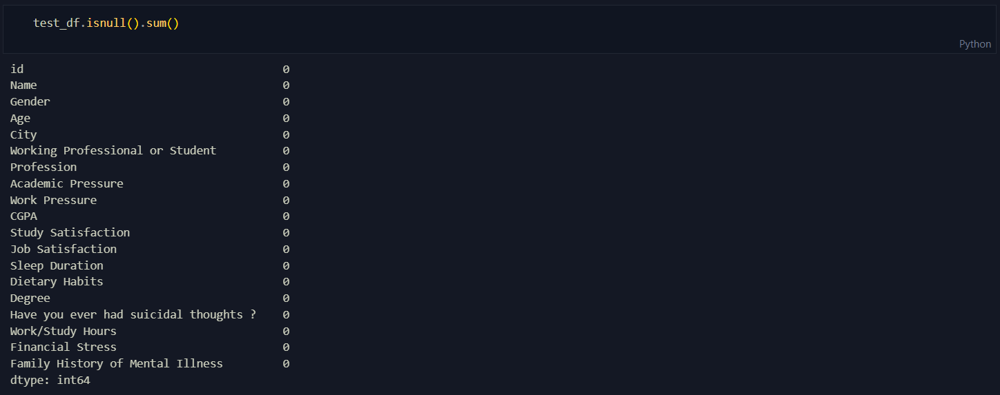 test_df.isnull().sum()
Python
id 0
Name 0
Gender 0
Age 0
City 0
Working Professional or Student 0
Profession 0
Academic Pressure 0
Work Pressure 0
CGPA 0
Study Satisfaction 0
Job Satisfaction 0
Sleep Duration 0
Dietary Habits 0
Degree 0
Have you ever had suicidal thoughts ? 0
Work/Study Hours 0
Financial Stress 0
Family History of Mental Illness 0
dtype: int64